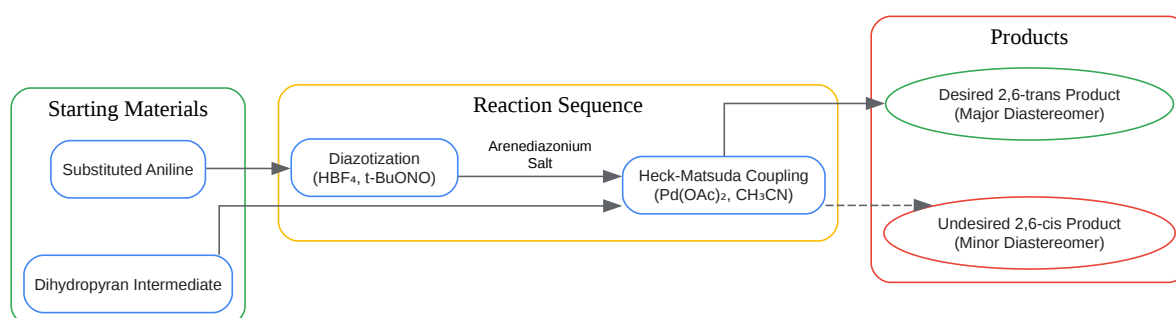 Starting Materials
Substituted Aniline
Dihydropyran Intermediate
Reaction Sequence
Diazotization
(HBF₄, t-BuONO)
Arenediazonium
Salt
Heck-Matsuda Coupling
(Pd(OAc)₂, CH₃CN)
Products
Desired 2,6-trans Product
(Major Diastereomer)
Undesired 2,6-cis Product
(Minor Diastereomer)